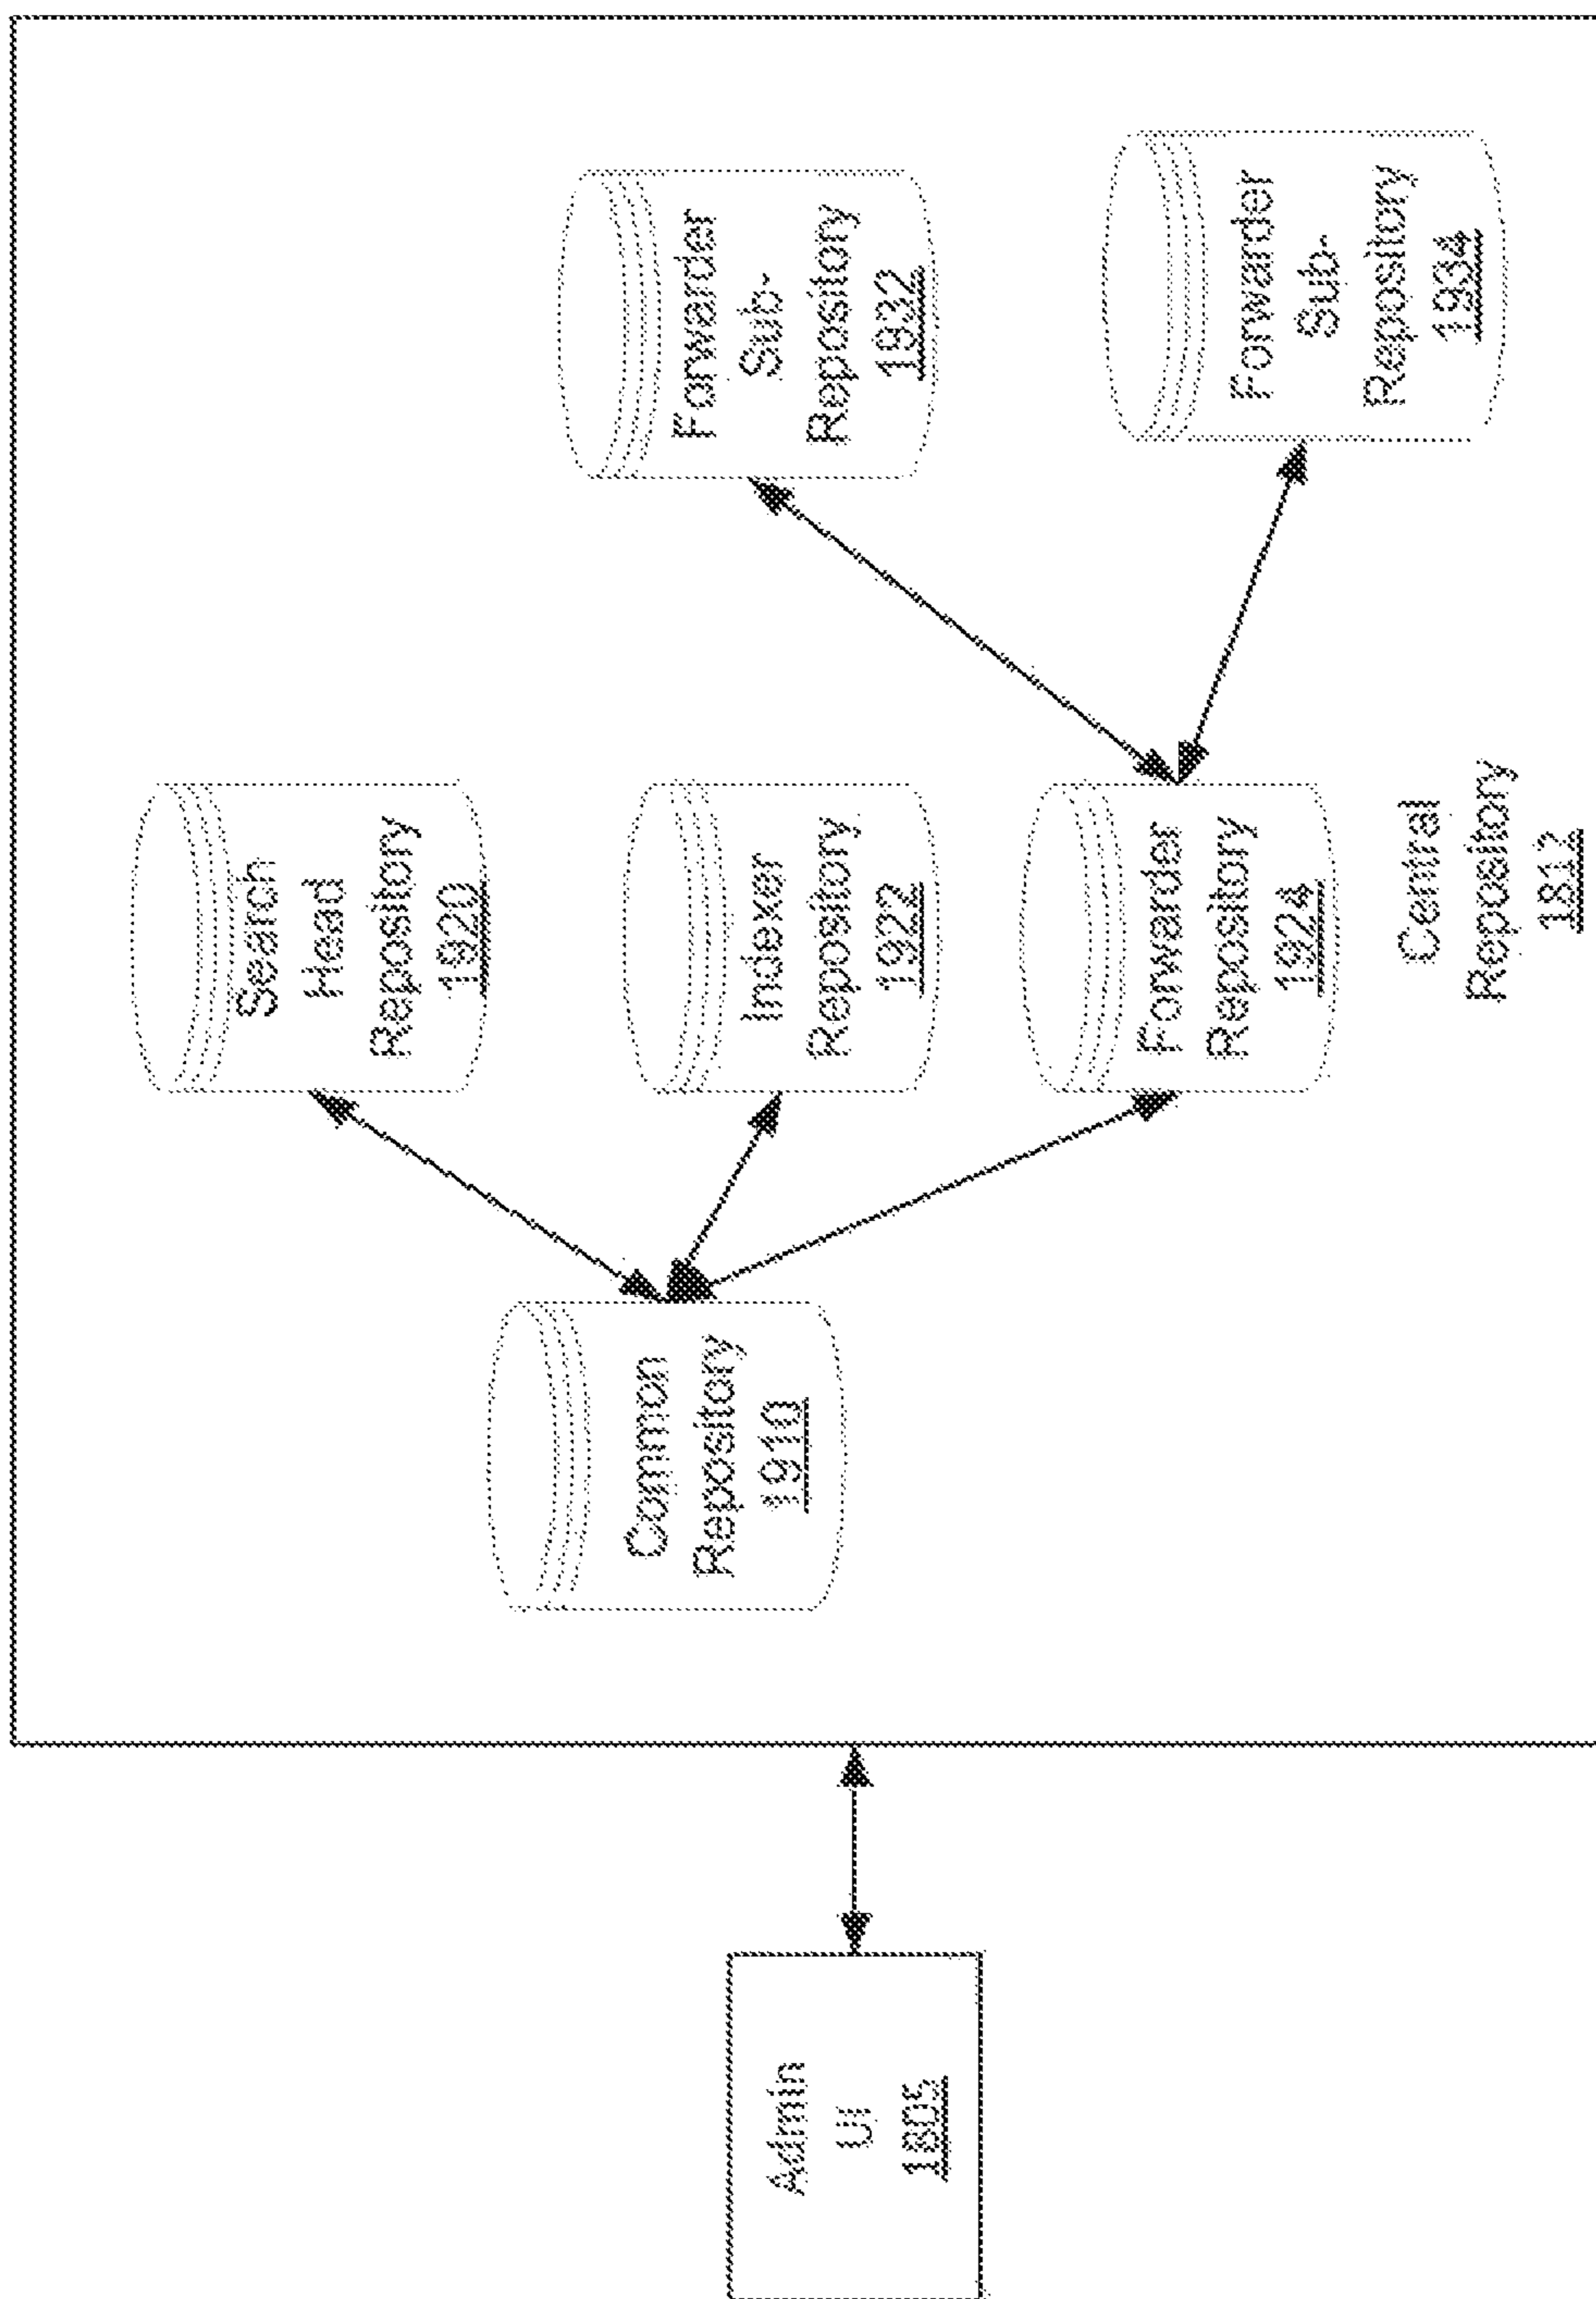 Admin
UI
1805
Common
Repository
1910
Search
Head
Repository
1920
Indexer
Repository
1922
Forwarder
Repository
1924
Forwarder
Sub-
Repository
1932
Forwarder
Sub-
Repository
1934
Central
Repository
1812